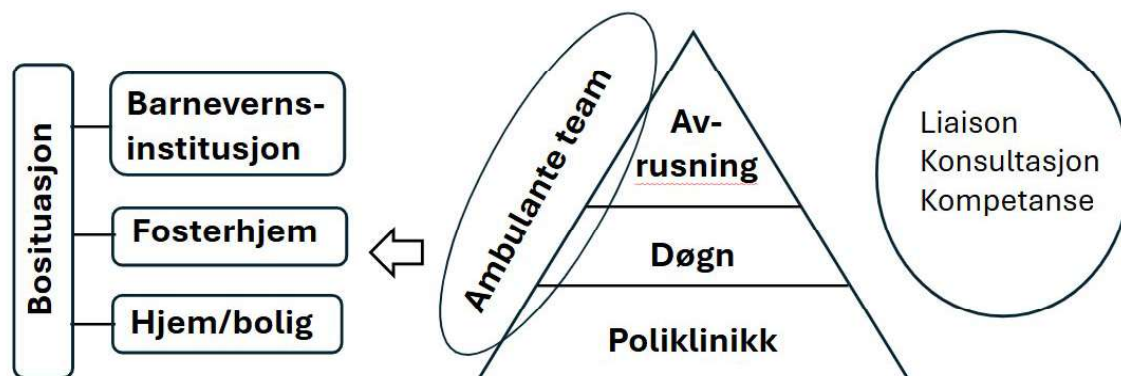 Bosituasjon
Barneverns-
institusjon
Fosterhjem
Hjem/bolig
Ambulante team
Av-
rusning
Døgn
Poliklinikk
Liaison
Konsultasjon
Kompetanse